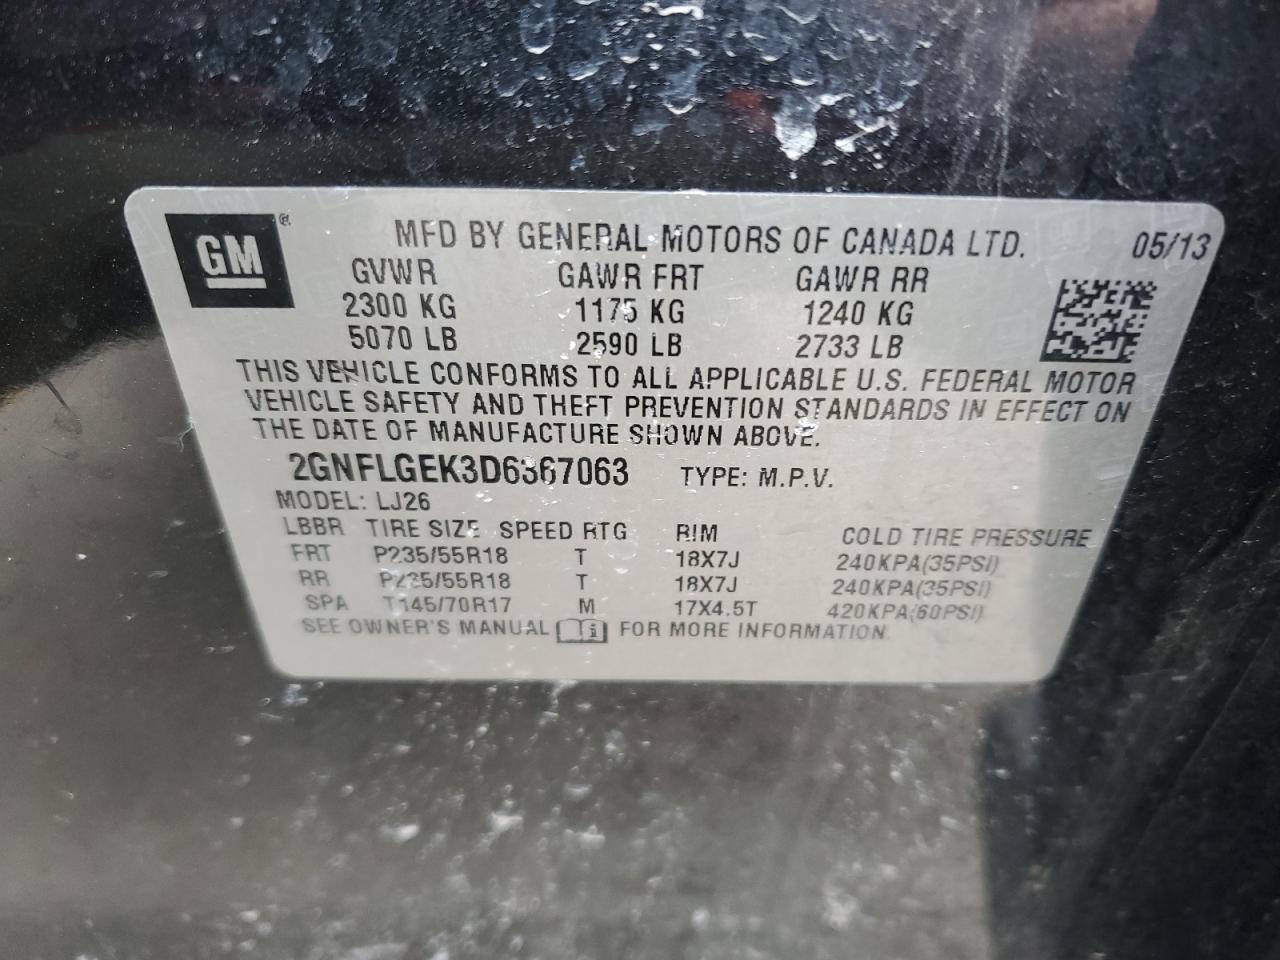 GM ® MFD BY GENERAL MOTORS OF CANADA LTD. 05/13
GVWR GAWR FRT GAWR RR
2300 KG 1175 KG 1240 KG
5070 LB 2590 LB 2733 LB
THIS VEHICLE CONFORMS TO ALL APPLICABLE U.S. FEDERAL MOTOR
VEHICLE SAFETY AND THEFT PREVENTION STANDARDS IN EFFECT ON
THE DATE OF MANUFACTURE SHOWN ABOVE.
2GNFLGEK3D6367063 TYPE: M.P.V.
MODEL: LJ26
LBBR TIRE SIZE SPEED RTG RIM COLD TIRE PRESSURE
FRT P235/55R18 T 18X7J 240KPA(35PSI)
RR P235/55R18 T 18X7J 240KPA(35PSI)
SPA T145/70R17 M 17X4.5T 420KPA(60PSI)
SEE OWNER'S MANUAL i FOR MORE INFORMATION.